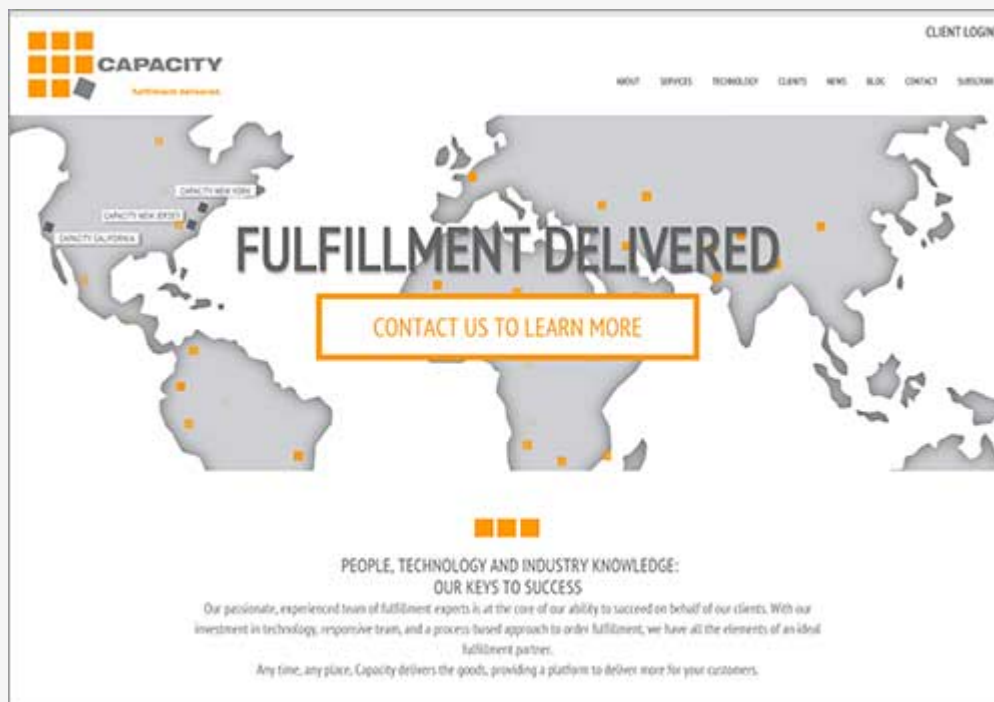 CLIENT LOGIN
CAPACITY
fulfillment delivered
ABOUT SERVICES TECHNOLOGY CLIENTS NEWS BLOG CONTACT
CAPACITY NEW YORK
CAPACITY NEW JERSEY
CAPACITY CALIFORNIA
FULFILLMENT DELIVERED
CONTACT US TO LEARN MORE
PEOPLE, TECHNOLOGY AND INDUSTRY KNOWLEDGE:
OUR KEYS TO SUCCESS
Our passionate, experienced team of fulfillment experts is at the core of our ability to succeed on behalf of our clients. With our
investment in technology, responsive team, and a process-based approach to order fulfillment, we have all the elements of an ideal
fulfillment partner.
Any time, any place, Capacity delivers the goods, providing a platform to deliver more for your customers.